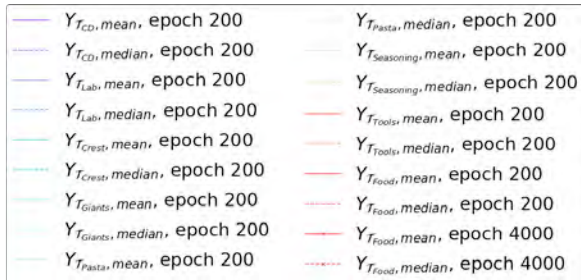 Y_{T_{CD}, mean}, epoch 200
Y_{T_{CD}, median}, epoch 200
Y_{T_{Lab}, mean}, epoch 200
Y_{T_{Lab}, median}, epoch 200
Y_{T_{Crest}, mean}, epoch 200
Y_{T_{Crest}, median}, epoch 200
Y_{T_{Giants}, mean}, epoch 200
Y_{T_{Giants}, median}, epoch 200
Y_{T_{Pasta}, mean}, epoch 200
Y_{T_{Pasta}, median}, epoch 200
Y_{T_{Seasoning}, mean}, epoch 200
Y_{T_{Seasoning}, median}, epoch 200
Y_{T_{Tools}, mean}, epoch 200
Y_{T_{Tools}, median}, epoch 200
Y_{T_{Food}, mean}, epoch 200
Y_{T_{Food}, median}, epoch 200
Y_{T_{Food}, mean}, epoch 4000
Y_{T_{Food}, median}, epoch 4000